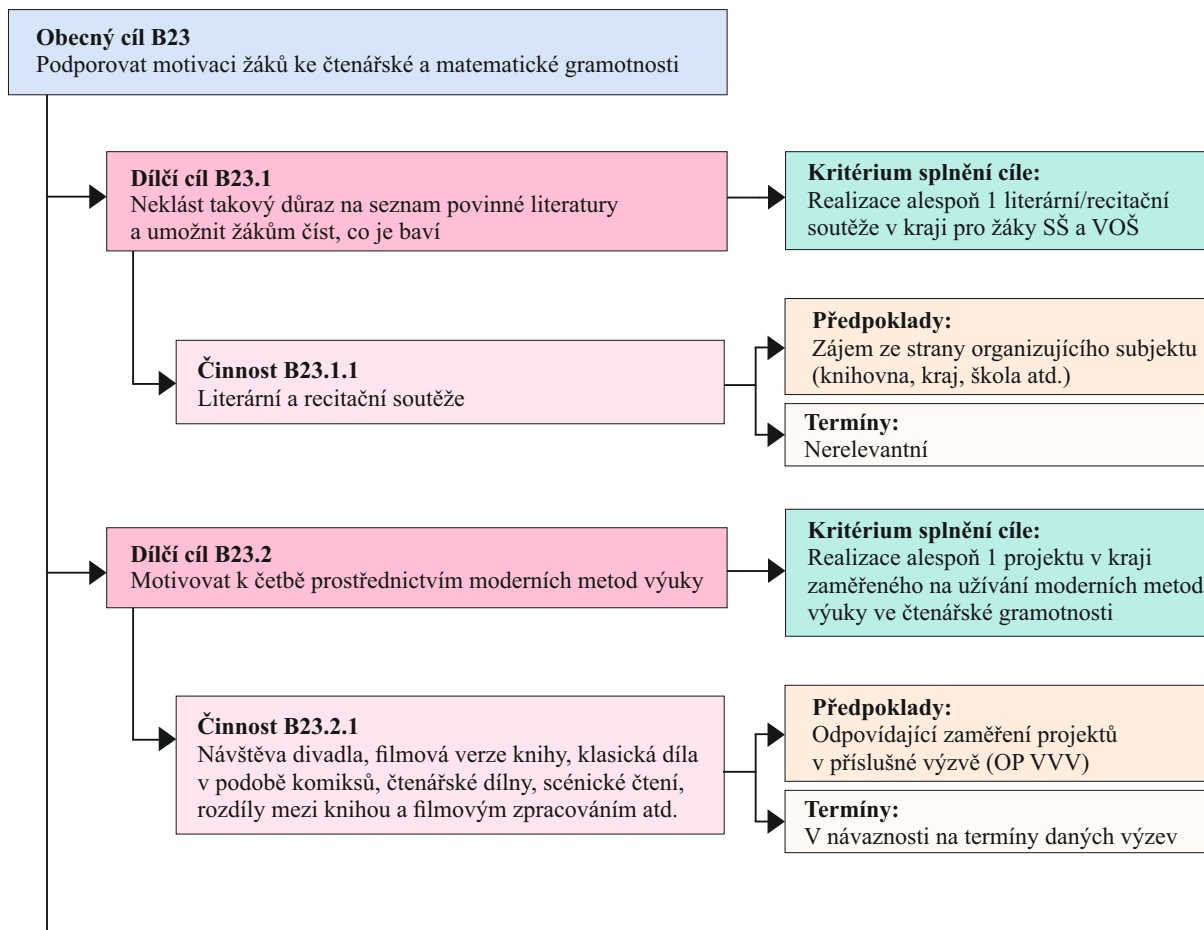 Obecný cíl B23
Podporovat motivaci žáků ke čtenářské a matematické gramotnosti
Dílčí cíl B23.1
Neklást takový důraz na seznam povinné literatury
a umožnit žákům číst, co je baví
Kritérium splnění cíle:
Realizace alespoň 1 literární/recitační
soutěže v kraji pro žáky SŠ a VOŠ
Činnost B23.1.1
Literární a recitační soutěže
Předpoklady:
Zájem ze strany organizujícího subjektu
(knihovna, kraj, škola atd.)
Termíny:
Nerelevantní
Dílčí cíl B23.2
Motivovat k četbě prostřednictvím moderních metod výuky
Kritérium splnění cíle:
Realizace alespoň 1 projektu v kraji
zaměřeného na užívání moderních metod
výuky ve čtenářské gramotnosti
Činnost B23.2.1
Návštěva divadla, filmová verze knihy, klasická díla
v podobě komiksů, čtenářské dílny, scénické čtení,
rozdíly mezi knihou a filmovým zpracováním atd.
Předpoklady:
Odpovídající zaměření projektů
v příslušné výzvě (OP VVV)
Termíny:
V návaznosti na termíny daných výzev